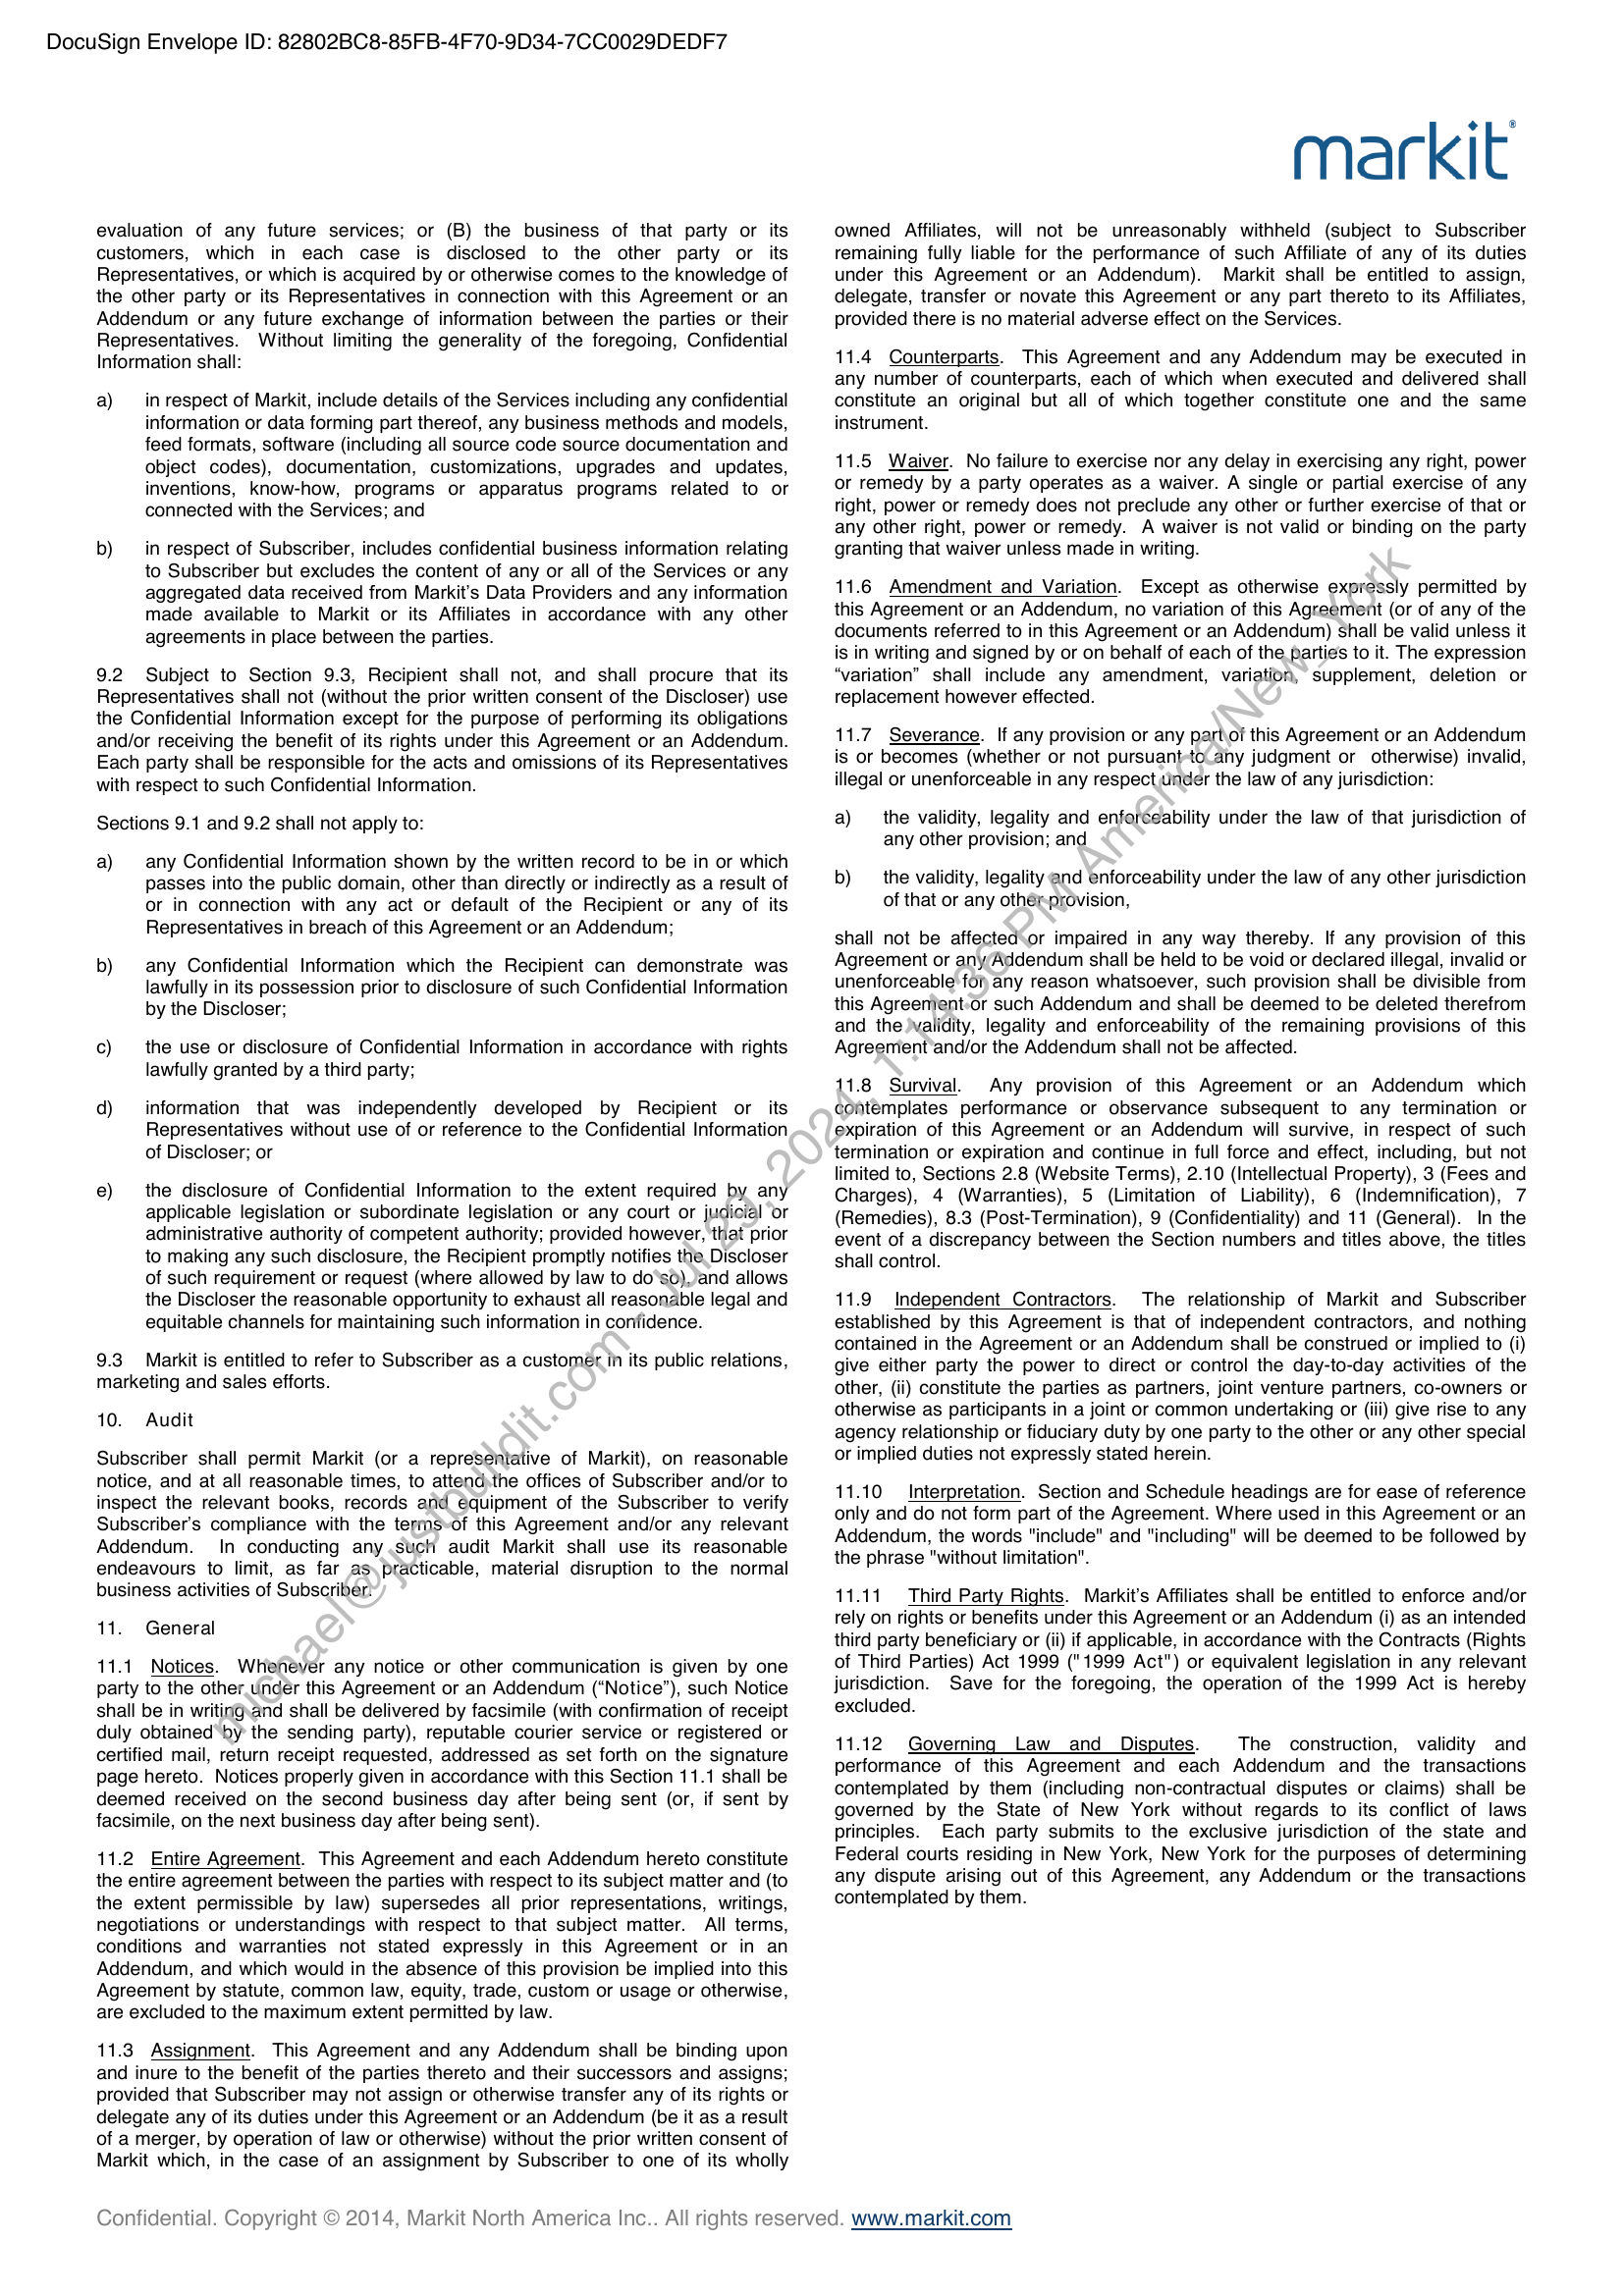 DocuSign Envelope ID: 82802BC8-85FB-4F70-9D34-7CC0029DEDF7
markit®
evaluation of any future services; or (B) the business of that party or its
customers, which in each case is disclosed to the other party or its
Representatives, or which is acquired by or otherwise comes to the knowledge of
the other party or its Representatives in connection with this Agreement or an
Addendum or any future exchange of information between the parties or their
Representatives. Without limiting the generality of the foregoing, Confidential
Information shall:
a) in respect of Markit, include details of the Services including any confidential
information or data forming part thereof, any business methods and models,
feed formats, software (including all source code source documentation and
object codes), documentation, customizations, upgrades and updates,
inventions, know-how, programs or apparatus programs related to or
connected with the Services; and
b) in respect of Subscriber, includes confidential business information relating
to Subscriber but excludes the content of any or all of the Services or any
aggregated data received from Markit’s Data Providers and any information
made available to Markit or its Affiliates in accordance with any other
agreements in place between the parties.
9.2 Subject to Section 9.3, Recipient shall not, and shall procure that its
Representatives shall not (without the prior written consent of the Discloser) use
the Confidential Information except for the purpose of performing its obligations
and/or receiving the benefit of its rights under this Agreement or an Addendum.
Each party shall be responsible for the acts and omissions of its Representatives
with respect to such Confidential Information.
Sections 9.1 and 9.2 shall not apply to:
a) any Confidential Information shown by the written record to be in or which
passes into the public domain, other than directly or indirectly as a result of
or in connection with any act or default of the Recipient or any of its
Representatives in breach of this Agreement or an Addendum;
b) any Confidential Information which the Recipient can demonstrate was
lawfully in its possession prior to disclosure of such Confidential Information
by the Discloser;
c) the use or disclosure of Confidential Information in accordance with rights
lawfully granted by a third party;
d) information that was independently developed by Recipient or its
Representatives without use of or reference to the Confidential Information
of Discloser; or
e) the disclosure of Confidential Information to the extent required by any
applicable legislation or subordinate legislation or any court or judicial or
administrative authority of competent authority; provided however, that prior
to making any such disclosure, the Recipient promptly notifies the Discloser
of such requirement or request (where allowed by law to do so), and allows
the Discloser the reasonable opportunity to exhaust all reasonable legal and
equitable channels for maintaining such information in confidence.
9.3 Markit is entitled to refer to Subscriber as a customer in its public relations,
marketing and sales efforts.
10. Audit
Subscriber shall permit Markit (or a representative of Markit), on reasonable
notice, and at all reasonable times, to attend the offices of Subscriber and/or to
inspect the relevant books, records and equipment of the Subscriber to verify
Subscriber’s compliance with the terms of this Agreement and/or any relevant
Addendum. In conducting any such audit Markit shall use its reasonable
endeavours to limit, as far as practicable, material disruption to the normal
business activities of Subscriber.
11. General
11.1 Notices. Whenever any notice or other communication is given by one
party to the other under this Agreement or an Addendum (“Notice”), such Notice
shall be in writing and shall be delivered by facsimile (with confirmation of receipt
duly obtained by the sending party), reputable courier service or registered or
certified mail, return receipt requested, addressed as set forth on the signature
page hereto. Notices properly given in accordance with this Section 11.1 shall be
deemed received on the second business day after being sent (or, if sent by
facsimile, on the next business day after being sent).
11.2 Entire Agreement. This Agreement and each Addendum hereto constitute
the entire agreement between the parties with respect to its subject matter and (to
the extent permissible by law) supersedes all prior representations, writings,
negotiations or understandings with respect to that subject matter. All terms,
conditions and warranties not stated expressly in this Agreement or in an
Addendum, and which would in the absence of this provision be implied into this
Agreement by statute, common law, equity, trade, custom or usage or otherwise,
are excluded to the maximum extent permitted by law.
11.3 Assignment. This Agreement and any Addendum shall be binding upon
and inure to the benefit of the parties thereto and their successors and assigns;
provided that Subscriber may not assign or otherwise transfer any of its rights or
delegate any of its duties under this Agreement or an Addendum (be it as a result
of a merger, by operation of law or otherwise) without the prior written consent of
Markit which, in the case of an assignment by Subscriber to one of its wholly
owned Affiliates, will not be unreasonably withheld (subject to Subscriber
remaining fully liable for the performance of such Affiliate of any of its duties
under this Agreement or an Addendum). Markit shall be entitled to assign,
delegate, transfer or novate this Agreement or any part thereto to its Affiliates,
provided there is no material adverse effect on the Services.
11.4 Counterparts. This Agreement and any Addendum may be executed in
any number of counterparts, each of which when executed and delivered shall
constitute an original but all of which together constitute one and the same
instrument.
11.5 Waiver. No failure to exercise nor any delay in exercising any right, power
or remedy by a party operates as a waiver. A single or partial exercise of any
right, power or remedy does not preclude any other or further exercise of that or
any other right, power or remedy. A waiver is not valid or binding on the party
granting that waiver unless made in writing.
11.6 Amendment and Variation. Except as otherwise expressly permitted by
this Agreement or an Addendum, no variation of this Agreement (or of any of the
documents referred to in this Agreement or an Addendum) shall be valid unless it
is in writing and signed by or on behalf of each of the parties to it. The expression
“variation” shall include any amendment, variation, supplement, deletion or
replacement however effected.
11.7 Severance. If any provision or any part of this Agreement or an Addendum
is or becomes (whether or not pursuant to any judgment or otherwise) invalid,
illegal or unenforceable in any respect under the law of any jurisdiction:
a) the validity, legality and enforceability under the law of that jurisdiction of
any other provision; and
b) the validity, legality and enforceability under the law of any other jurisdiction
of that or any other provision,
shall not be affected or impaired in any way thereby. If any provision of this
Agreement or any Addendum shall be held to be void or declared illegal, invalid or
unenforceable for any reason whatsoever, such provision shall be divisible from
this Agreement or such Addendum and shall be deemed to be deleted therefrom
and the validity, legality and enforceability of the remaining provisions of this
Agreement and/or the Addendum shall not be affected.
11.8 Survival. Any provision of this Agreement or an Addendum which
contemplates performance or observance subsequent to any termination or
expiration of this Agreement or an Addendum will survive, in respect of such
termination or expiration and continue in full force and effect, including, but not
limited to, Sections 2.8 (Website Terms), 2.10 (Intellectual Property), 3 (Fees and
Charges), 4 (Warranties), 5 (Limitation of Liability), 6 (Indemnification), 7
(Remedies), 8.3 (Post-Termination), 9 (Confidentiality) and 11 (General). In the
event of a discrepancy between the Section numbers and titles above, the titles
shall control.
11.9 Independent Contractors. The relationship of Markit and Subscriber
established by this Agreement is that of independent contractors, and nothing
contained in the Agreement or an Addendum shall be construed or implied to (i)
give either party the power to direct or control the day-to-day activities of the
other, (ii) constitute the parties as partners, joint venture partners, co-owners or
otherwise as participants in a joint or common undertaking or (iii) give rise to any
agency relationship or fiduciary duty by one party to the other or any other special
or implied duties not expressly stated herein.
11.10 Interpretation. Section and Schedule headings are for ease of reference
only and do not form part of the Agreement. Where used in this Agreement or an
Addendum, the words "include" and "including" will be deemed to be followed by
the phrase "without limitation".
11.11 Third Party Rights. Markit’s Affiliates shall be entitled to enforce and/or
rely on rights or benefits under this Agreement or an Addendum (i) as an intended
third party beneficiary or (ii) if applicable, in accordance with the Contracts (Rights
of Third Parties) Act 1999 ("1999 Act") or equivalent legislation in any relevant
jurisdiction. Save for the foregoing, the operation of the 1999 Act is hereby
excluded.
11.12 Governing Law and Disputes. The construction, validity and
performance of this Agreement and each Addendum and the transactions
contemplated by them (including non-contractual disputes or claims) shall be
governed by the State of New York without regards to its conflict of laws
principles. Each party submits to the exclusive jurisdiction of the state and
Federal courts residing in New York, New York for the purposes of determining
any dispute arising out of this Agreement, any Addendum or the transactions
contemplated by them.
michael@justbuildit.com - Jul 29, 2024, 1:14:36 PM America/New_York
Confidential. Copyright © 2014, Markit North America Inc.. All rights reserved. www.markit.com